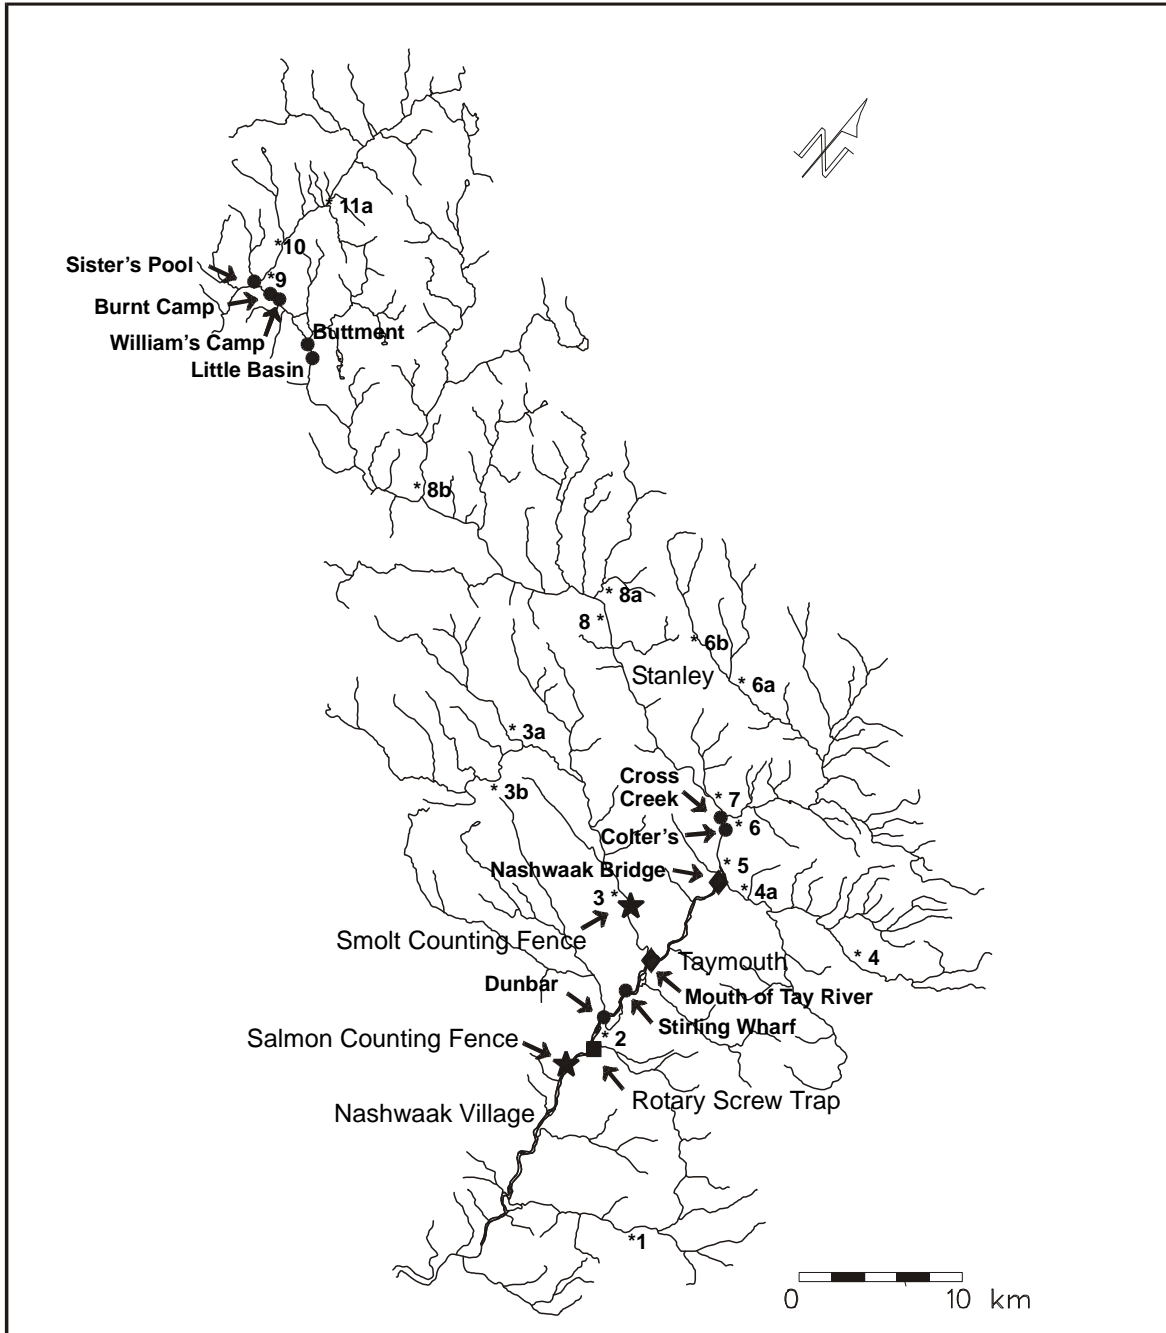 * 11a
*10
Sister's Pool
*9
Burnt Camp
William's Camp
Buttment
Little Basin
* 8b
* 8a
8 *
* 6b
Stanley
* 6a
* 3a
Cross
Creek
* 3b
* 7
* 6
Colter's
Nashwaak Bridge
* 5
* 4a
3 *
Smolt Counting Fence
* 4
Taymouth
Dunbar
Mouth of Tay River
Stirling Wharf
Salmon Counting Fence
* 2
Rotary Screw Trap
Nashwaak Village
*1
N
0 10 km